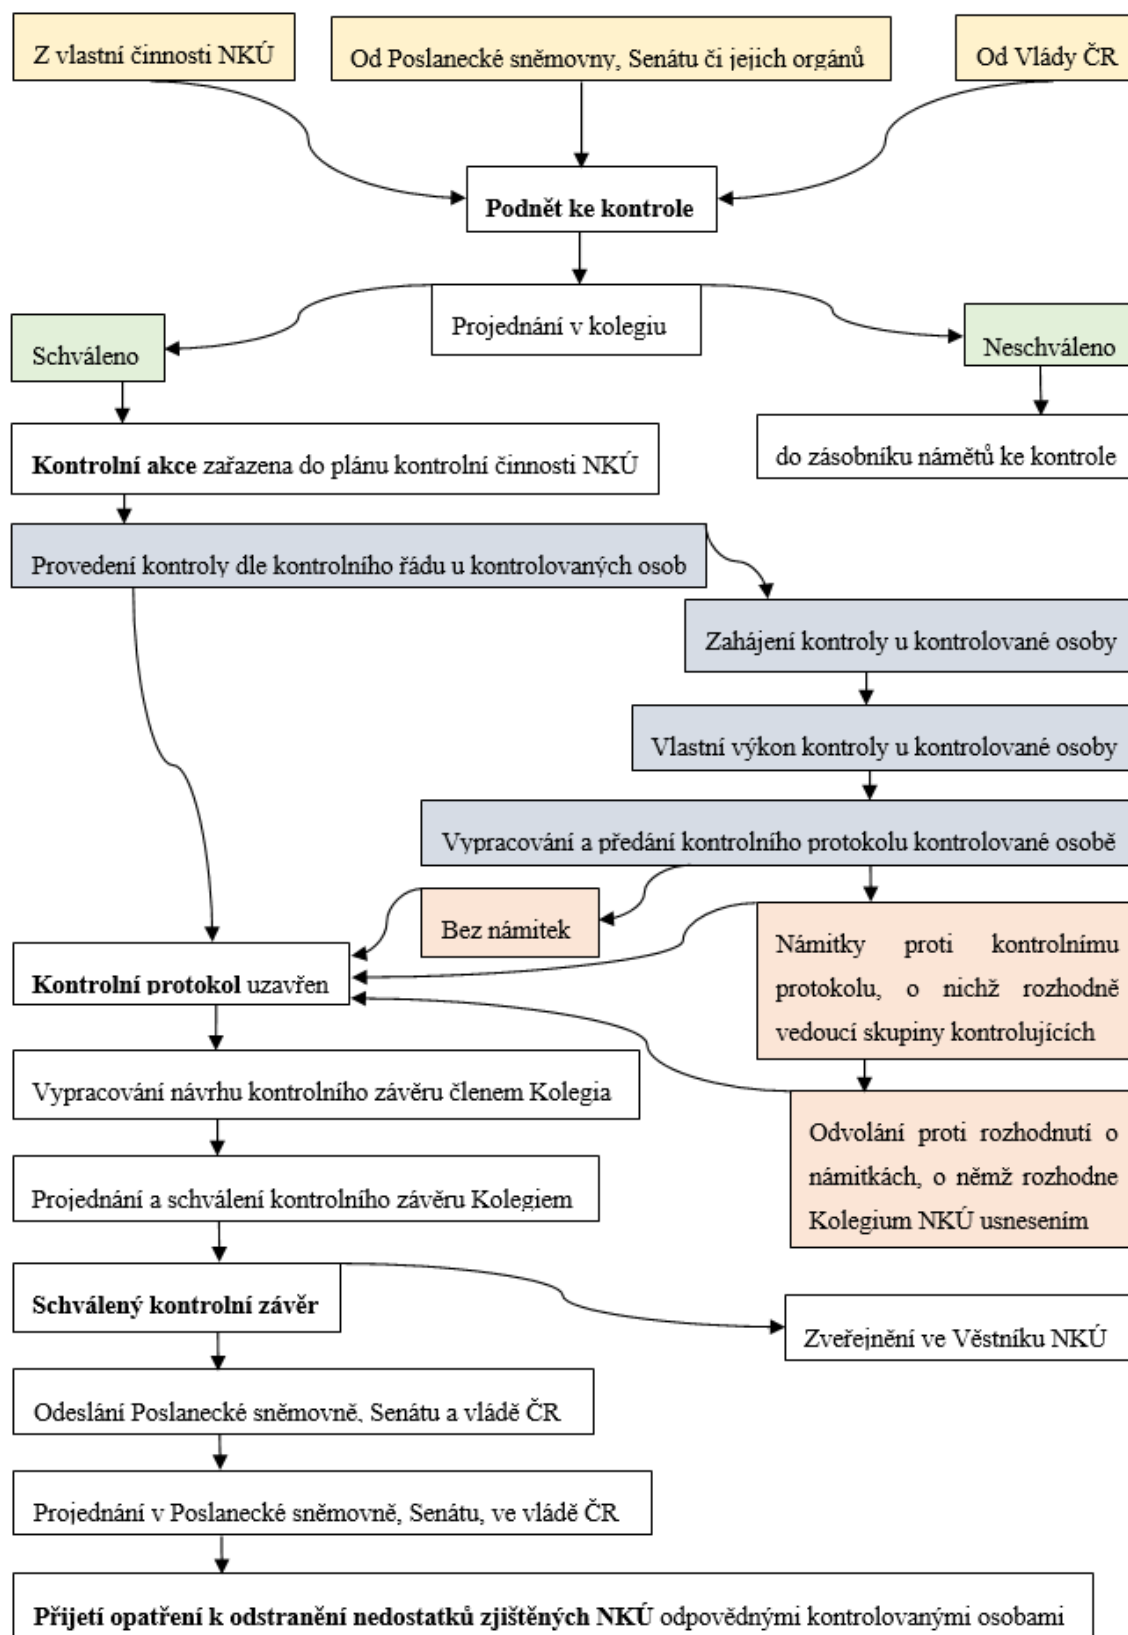 Z vlastní činnosti NKÚ
Od Poslanecké sněmovny, Senátu či jejich orgánů
Od Vlády ČR
Podnět ke kontrole
Projednání v kolegiu
Schváleno
Neschváleno
Kontrolní akce zařazena do plánu kontrolní činnosti NKÚ
do zásobníku námětů ke kontrole
Provedení kontroly dle kontrolního řádu u kontrolovaných osob
Zahájení kontroly u kontrolované osoby
Vlastní výkon kontroly u kontrolované osoby
Vypracování a předání kontrolního protokolu kontrolované osobě
Bez námitek
Námitky proti kontrolnímu
protokolu, o nichž rozhodně
vedoucí skupiny kontrolujících
Kontrolní protokol uzavřen
Vypracování návrhu kontrolního závěru členem Kolegia
Odvolání proti rozhodnutí o
námitkách, o němž rozhodne
Kolegium NKÚ usnesením
Projednání a schválení kontrolního závěru Kolegiem
Schválený kontrolní závěr
Zveřejnění ve Věstníku NKÚ
Odeslání Poslanecké sněmovně, Senátu a vládě ČR
Projednání v Poslanecké sněmovně, Senátu, ve vládě ČR
Přijetí opatření k odstranění nedostatků zjištěných NKÚ odpovědnými kontrolovanými osobami